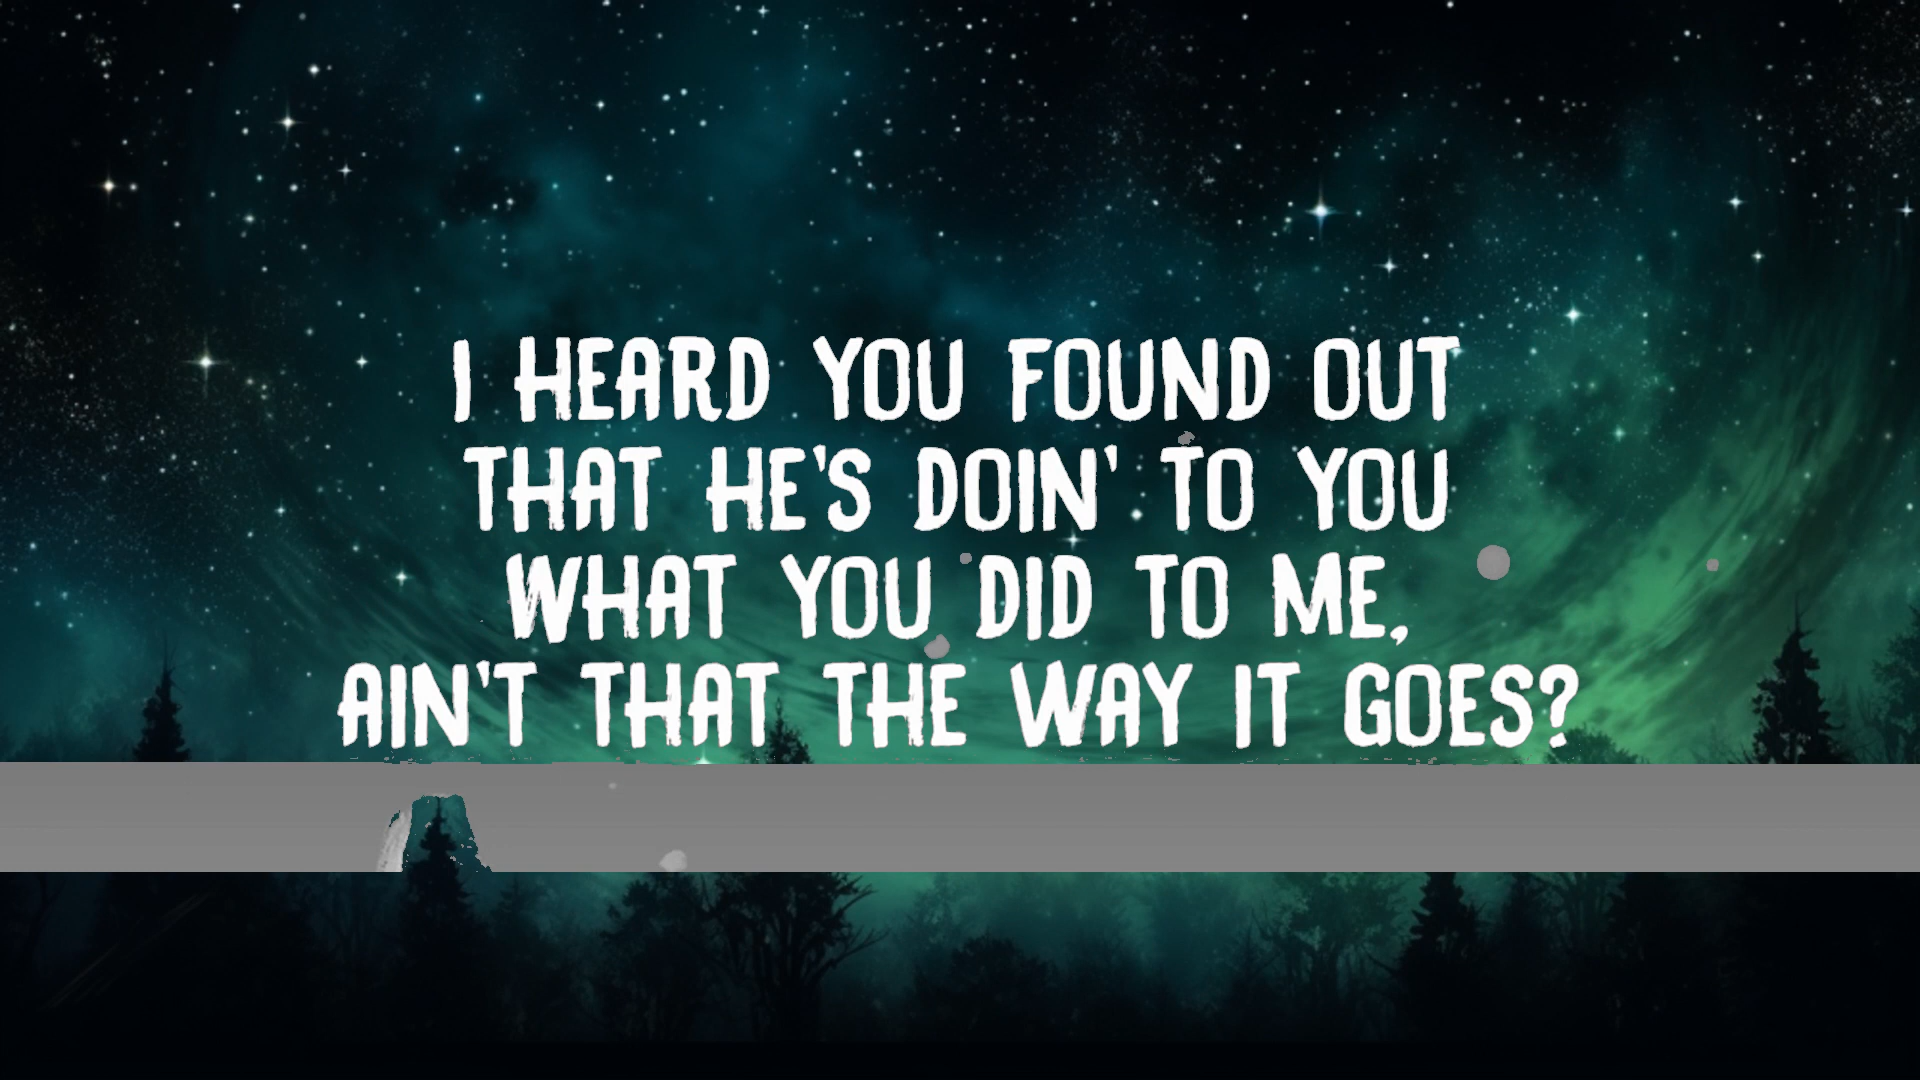 I HEARD YOU FOUND OUT
THAT HE'S DOIN' TO YOU
WHAT YOU DID TO ME,
AIN'T THAT THE WAY IT GOES?